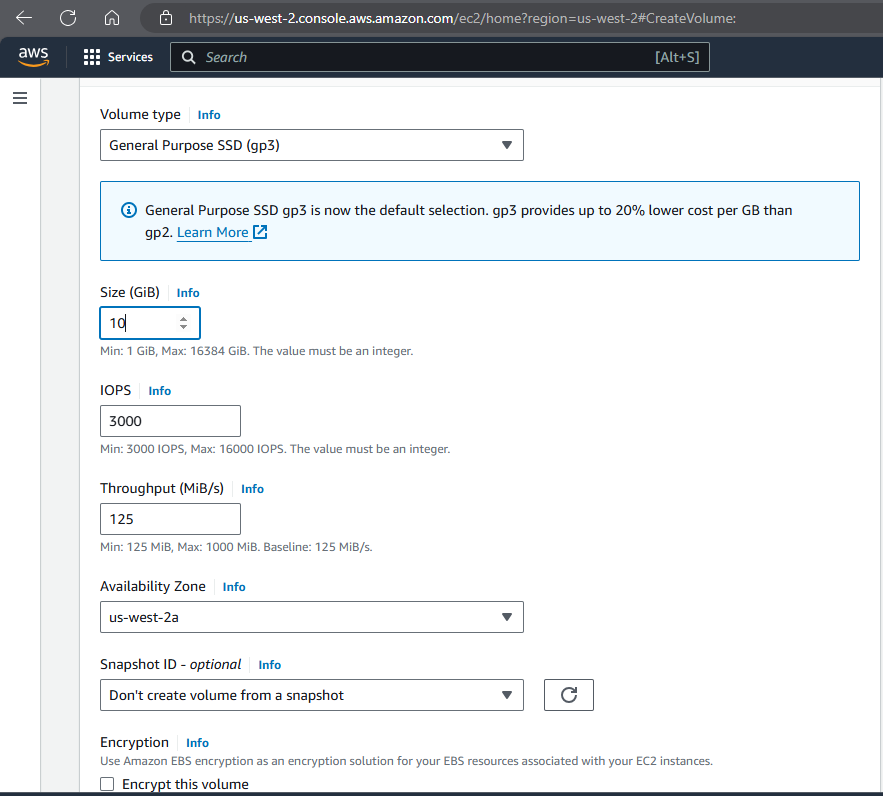 https://us-west-2.console.aws.amazon.com/ec2/home?region=us-west-2#CreateVolume:
aws Services Search [Alt+S]
Volume type Info
General Purpose SSD (gp3)
General Purpose SSD gp3 is now the default selection. gp3 provides up to 20% lower cost per GB than
gp2. Learn More
Size (GiB) Info
10
Min: 1 GiB, Max: 16384 GiB. The value must be an integer.
IOPS Info
3000
Min: 3000 IOPS, Max: 16000 IOPS. The value must be an integer.
Throughput (MiB/s) Info
125
Min: 125 MiB, Max: 1000 MiB. Baseline: 125 MiB/s.
Availability Zone Info
us-west-2a
Snapshot ID - optional Info
Don't create volume from a snapshot
Encryption Info
Use Amazon EBS encryption as an encryption solution for your EBS resources associated with your EC2 instances.
Encrypt this volume